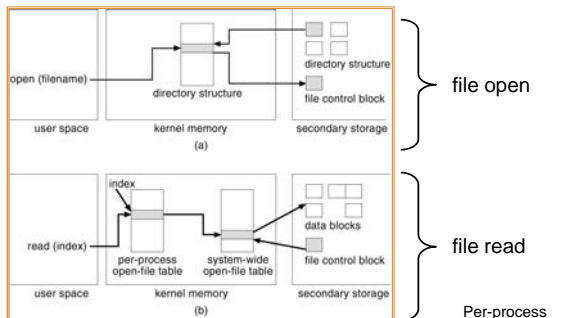 directory structure
open (filename)
directory structure
file control block
user space
kernel memory
secondary storage
(a)
file open
index
data blocks
read (index)
per-process
open-file table
system-wide
open-file table
file control block
user space
kernel memory
secondary storage
(b)
file read
Per-process